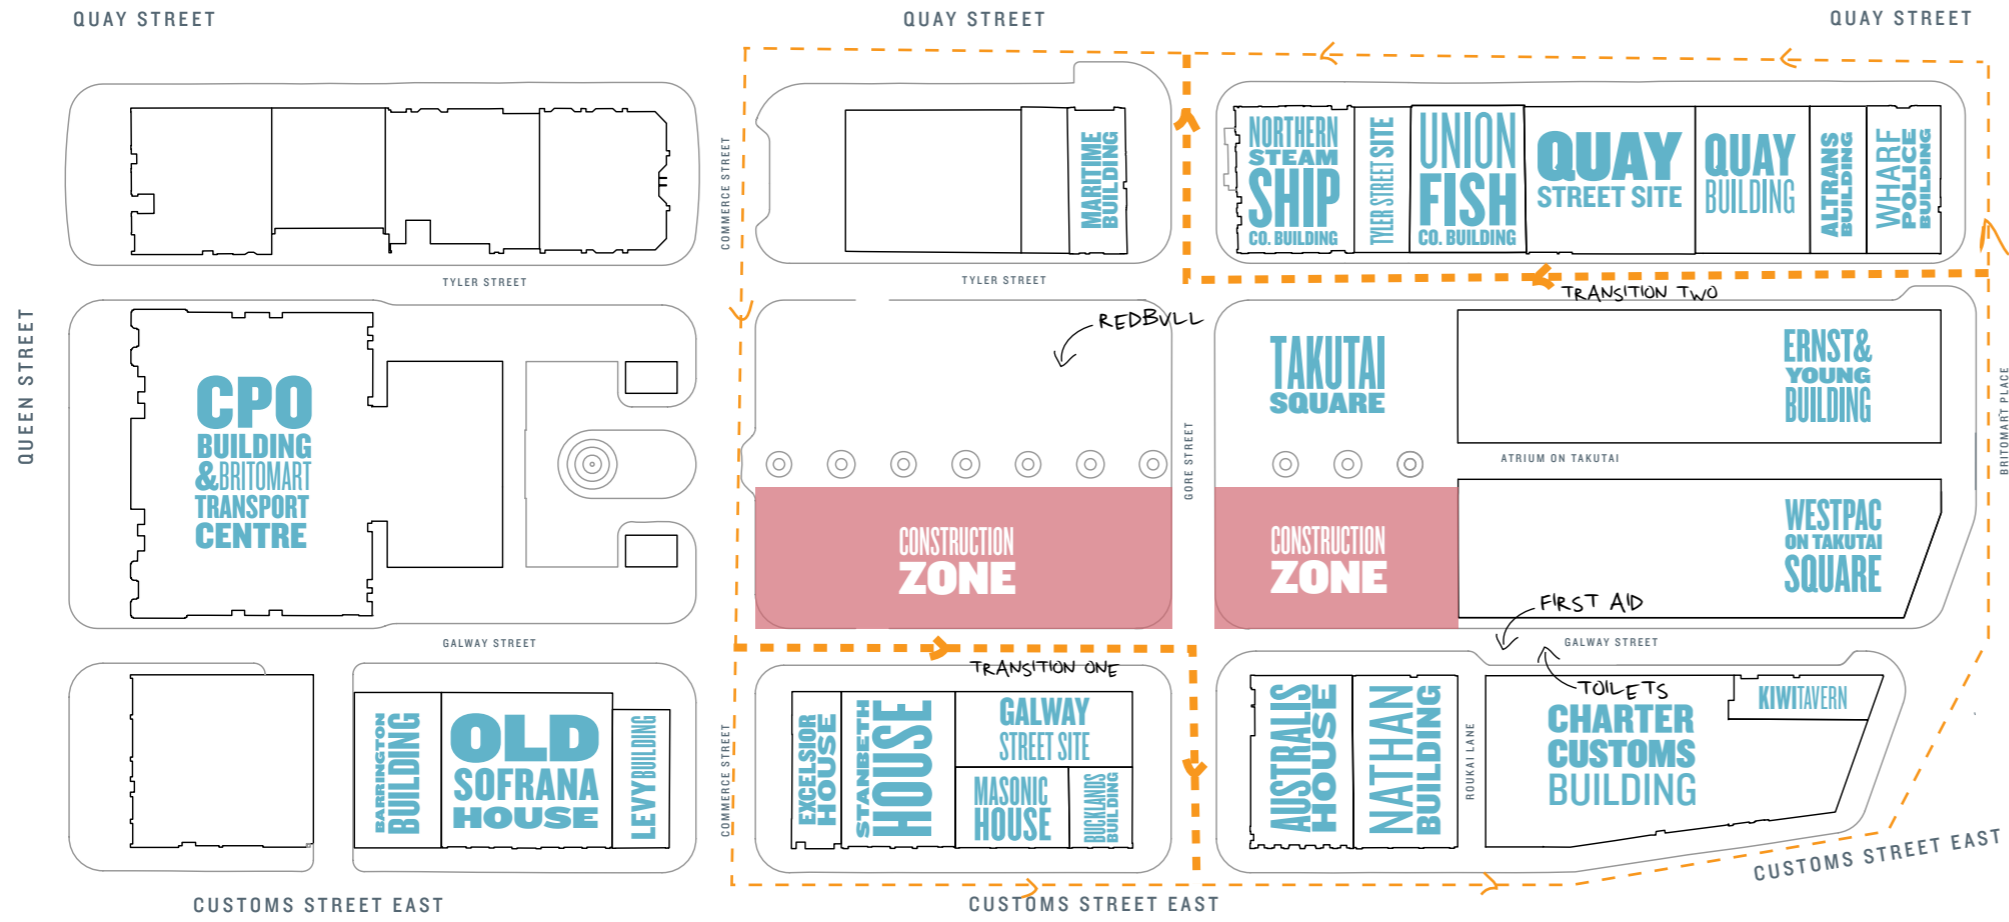 QUAY STREET
QUAY STREET
QUAY STREET
COMMERCE STREET
MARITIME
BUILDING
NORTHERN
STEAM
SHIP
CO. BUILDING
TYLER STREET SITE
UNION
FISH
CO. BUILDING
QUAY
STREET SITE
QUAY
BUILDING
ALTRANS
BUILDING
WHARF
POLICE
BUILDING
TYLER STREET
TYLER STREET
TRANSITION TWO
QUEEN STREET
REDBULL
CPO
BUILDING
&BRITOMART
TRANSPORT
CENTRE
TAKUTAI
SQUARE
ERNST&
YOUNG
BUILDING
BRITOMART PLACE
GORE STREET
ATRIUM ON TAKUTAI
CONSTRUCTION
ZONE
CONSTRUCTION
ZONE
WESTPAC
ON TAKUTAI
SQUARE
FIRST AID
GALWAY STREET
GALWAY STREET
TRANSITION ONE
TOILETS
BARRINGTON
BUILDING
OLD
SOFRANA
HOUSE
LEVY BUILDING
COMMERCE STREET
EXCELSIOR
HOUSE
STANBETH
HOUSE
GALWAY
STREET SITE
MASONIC
HOUSE
BUCKLANDS
BUILDING
AUSTRALIS
HOUSE
NATHAN
BUILDING
ROUKAI LANE
CHARTER
CUSTOMS
BUILDING
KIWITAVERN
CUSTOMS STREET EAST
CUSTOMS STREET EAST
CUSTOMS STREET EAST